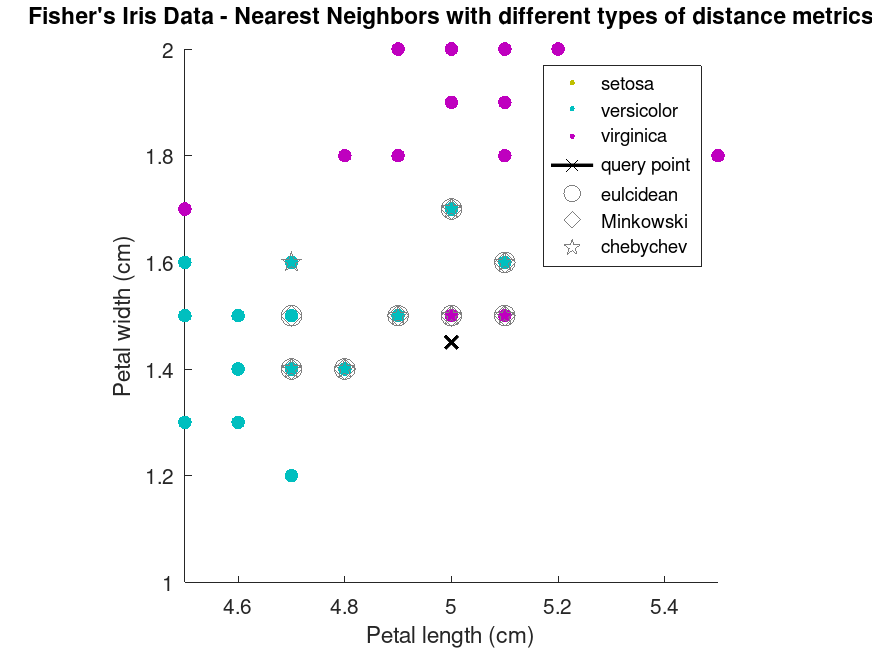 Fisher's Iris Data - Nearest Neighbors with different types of distance metrics
2
1.8
1.6
1.4
1.2
1
Petal width (cm)
setosa
versicolor
virginica
query point
eulcidean
Minkowski
chebychev
4.6 4.8 5 5.2 5.4
Petal length (cm)